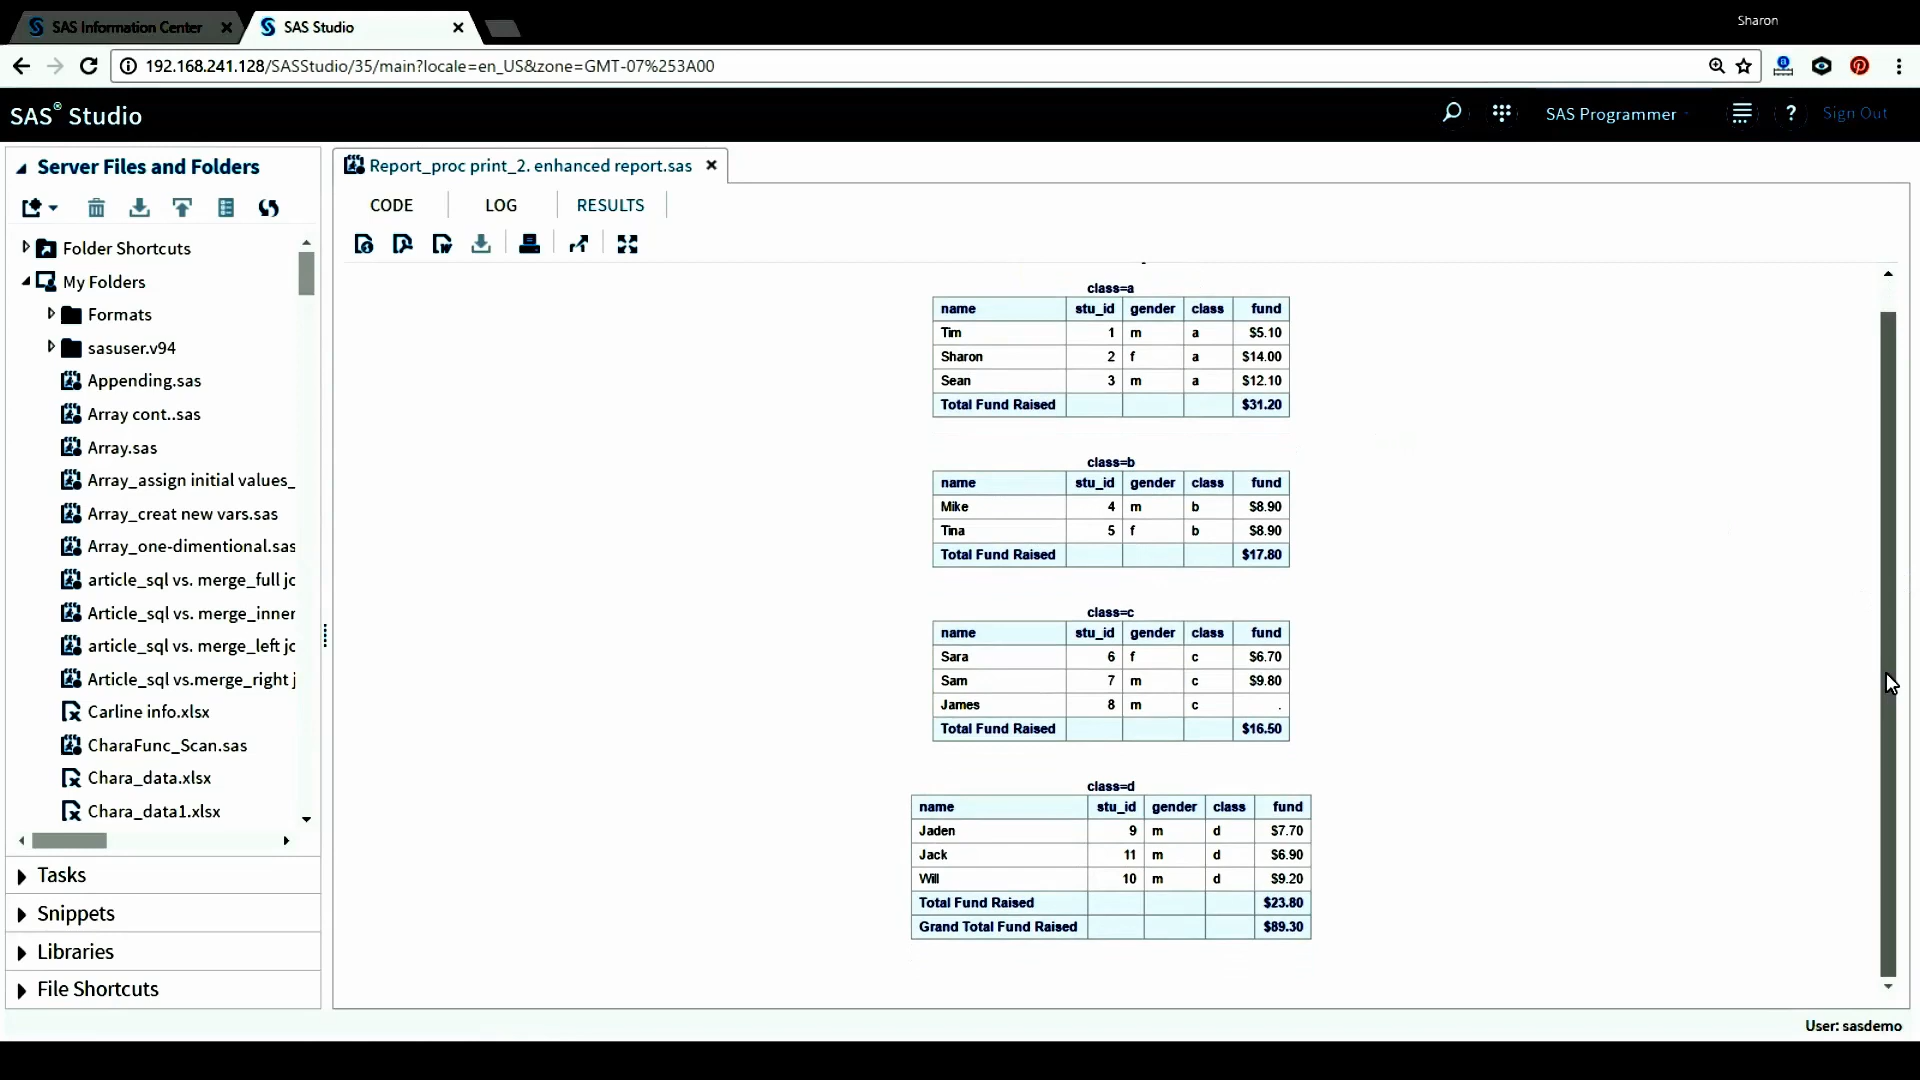 SAS Information Center
SAS Studio
Sharon
192.168.241.128/SASStudio/35/main?locale=en_US&zone=GMT-07%253A00
SAS® Studio
SAS Programmer
?
Sign Out
Server Files and Folders
Folder Shortcuts
My Folders
Formats
sasuser.v94
Appending.sas
Array cont..sas
Array.sas
Array_assign initial values_
Array_creat new vars.sas
Array_one-dimentional.sas
article_sql vs. merge_full jc
Article_sql vs. merge_inner
article_sql vs. merge_left jc
Article_sql vs.merge_right j
Carline info.xlsx
CharaFunc_Scan.sas
Chara_data.xlsx
Chara_data1.xlsx
Tasks
Snippets
Libraries
File Shortcuts
Report_proc print_2. enhanced report.sas
CODE LOG RESULTS
class=a
name stu_id gender class fund
Tim 1 m a $5.10
Sharon 2 f a $14.00
Sean 3 m a $12.10
Total Fund Raised $31.20
class=b
name stu_id gender class fund
Mike 4 m b $8.90
Tina 5 f b $8.90
Total Fund Raised $17.80
class=c
name stu_id gender class fund
Sara 6 f c $6.70
Sam 7 m c $9.80
James 8 m c .
Total Fund Raised $16.50
class=d
name stu_id gender class fund
Jaden 9 m d $7.70
Jack 11 m d $6.90
Will 10 m d $9.20
Total Fund Raised $23.80
Grand Total Fund Raised $89.30
User: sasdemo